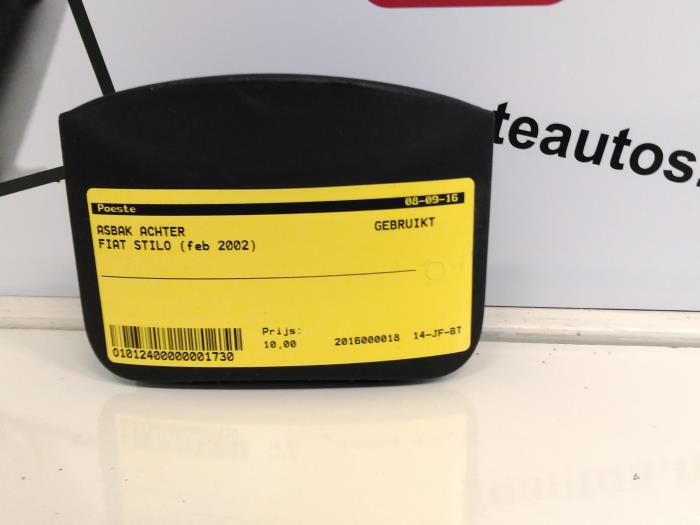 teautos.
Poeste 08-09-16
ASBAK ACHTER GEBRUIKT
FIAT STILO (feb 2002)
Prijs:
10,00 2016000018 14-JF-BT
01012400000001730